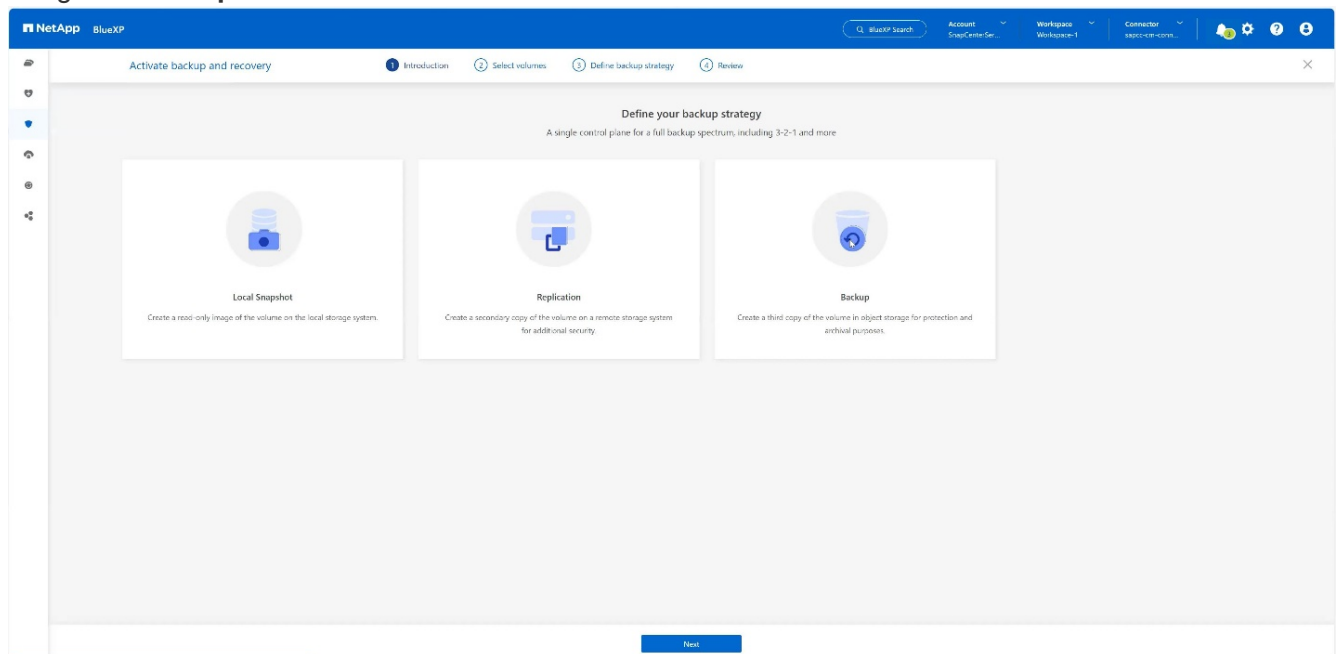 NetApp BlueXP
BlueXP Search
Account
SnapCenterSer...
Workspace
Workspace-1
Connector
sapcc-cm-conn...
Activate backup and recovery
1 Introduction
2 Select volumes
3 Define backup strategy
4 Review
Define your backup strategy
A single control plane for a full backup spectrum, including 3-2-1 and more
Local Snapshot
Create a read-only image of the volume on the local storage system.
Replication
Create a secondary copy of the volume on a remote storage system
for additional security.
Backup
Create a third copy of the volume in object storage for protection and
archival purposes.
Next